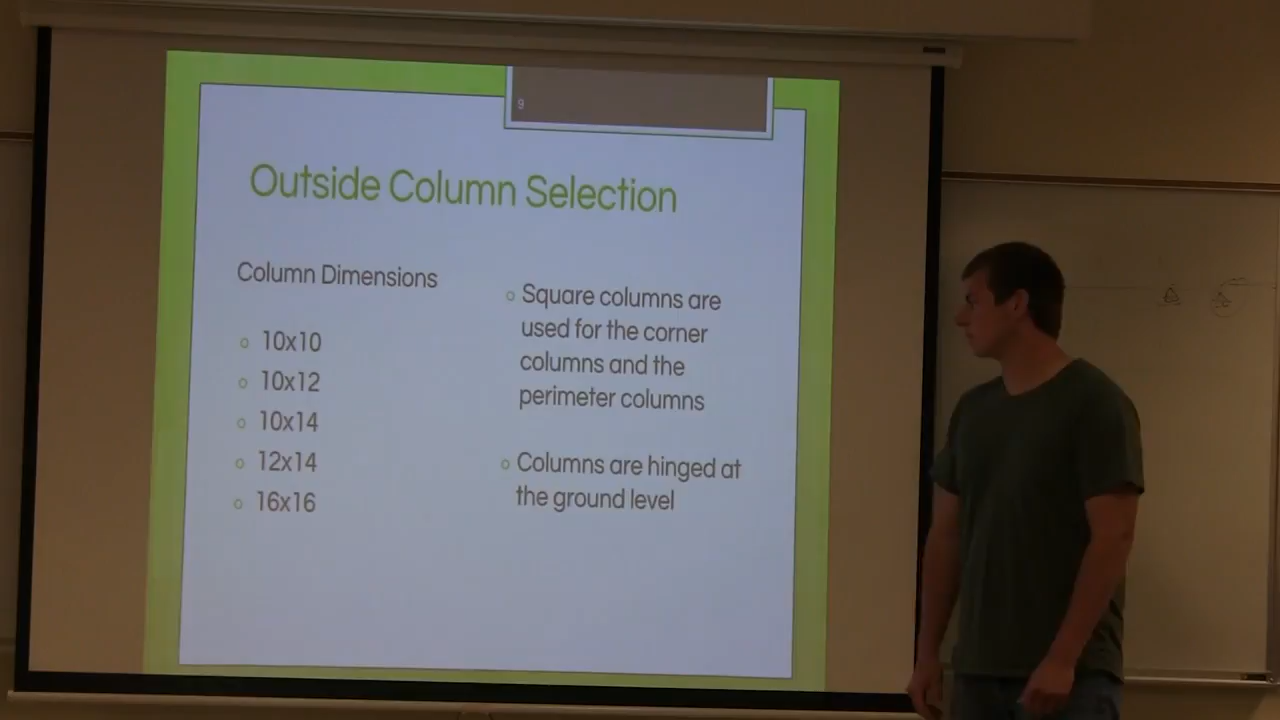 9
Outside Column Selection
Column Dimensions
10x10
10x12
10x14
12x14
16x16
Square columns are
used for the corner
columns and the
perimeter columns
Columns are hinged at
the ground level